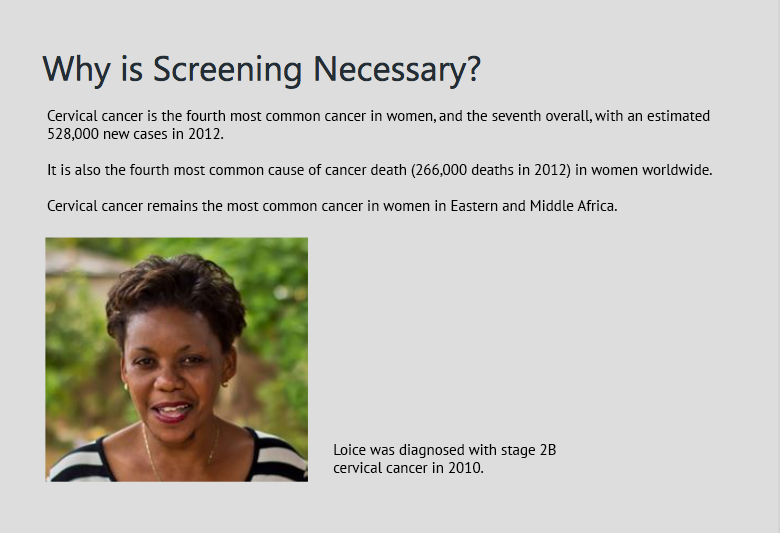 Why is Screening Necessary?
Cervical cancer is the fourth most common cancer in women, and the seventh overall, with an estimated
528,000 new cases in 2012.
It is also the fourth most common cause of cancer death (266,000 deaths in 2012) in women worldwide.
Cervical cancer remains the most common cancer in women in Eastern and Middle Africa.
Loice was diagnosed with stage 2B
cervical cancer in 2010.